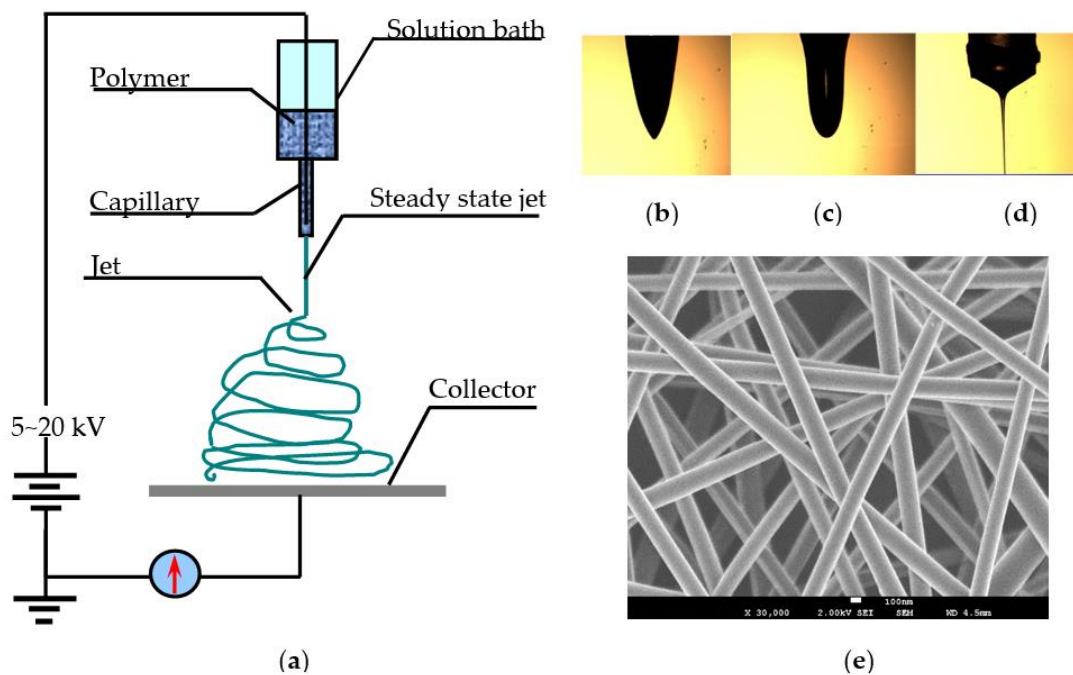 Solution bath
Polymer
Capillary
Steady state jet
Jet
Collector
5~20 kV
(a)
(b)
(c)
(d)
100nm
X 30,000 2.00kV SEI SEM WD 4.5mm
(e)